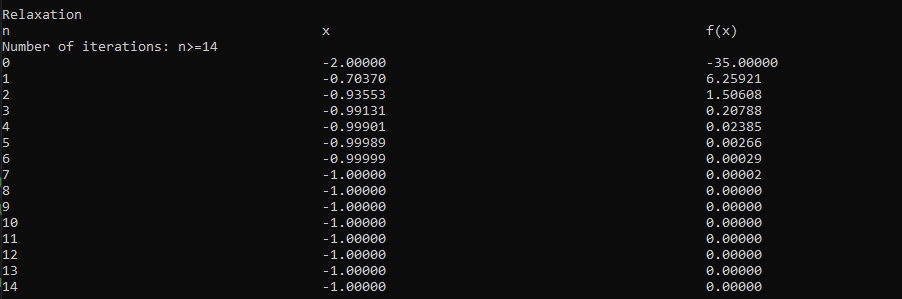 Relaxation
n x f(x)
Number of iterations: n>=14
0 -2.00000 -35.00000
1 -0.70370 6.25921
2 -0.93553 1.50608
3 -0.99131 0.20788
4 -0.99901 0.02385
5 -0.99989 0.00266
6 -0.99999 0.00029
7 -1.00000 0.00002
8 -1.00000 0.00000
9 -1.00000 0.00000
10 -1.00000 0.00000
11 -1.00000 0.00000
12 -1.00000 0.00000
13 -1.00000 0.00000
14 -1.00000 0.00000